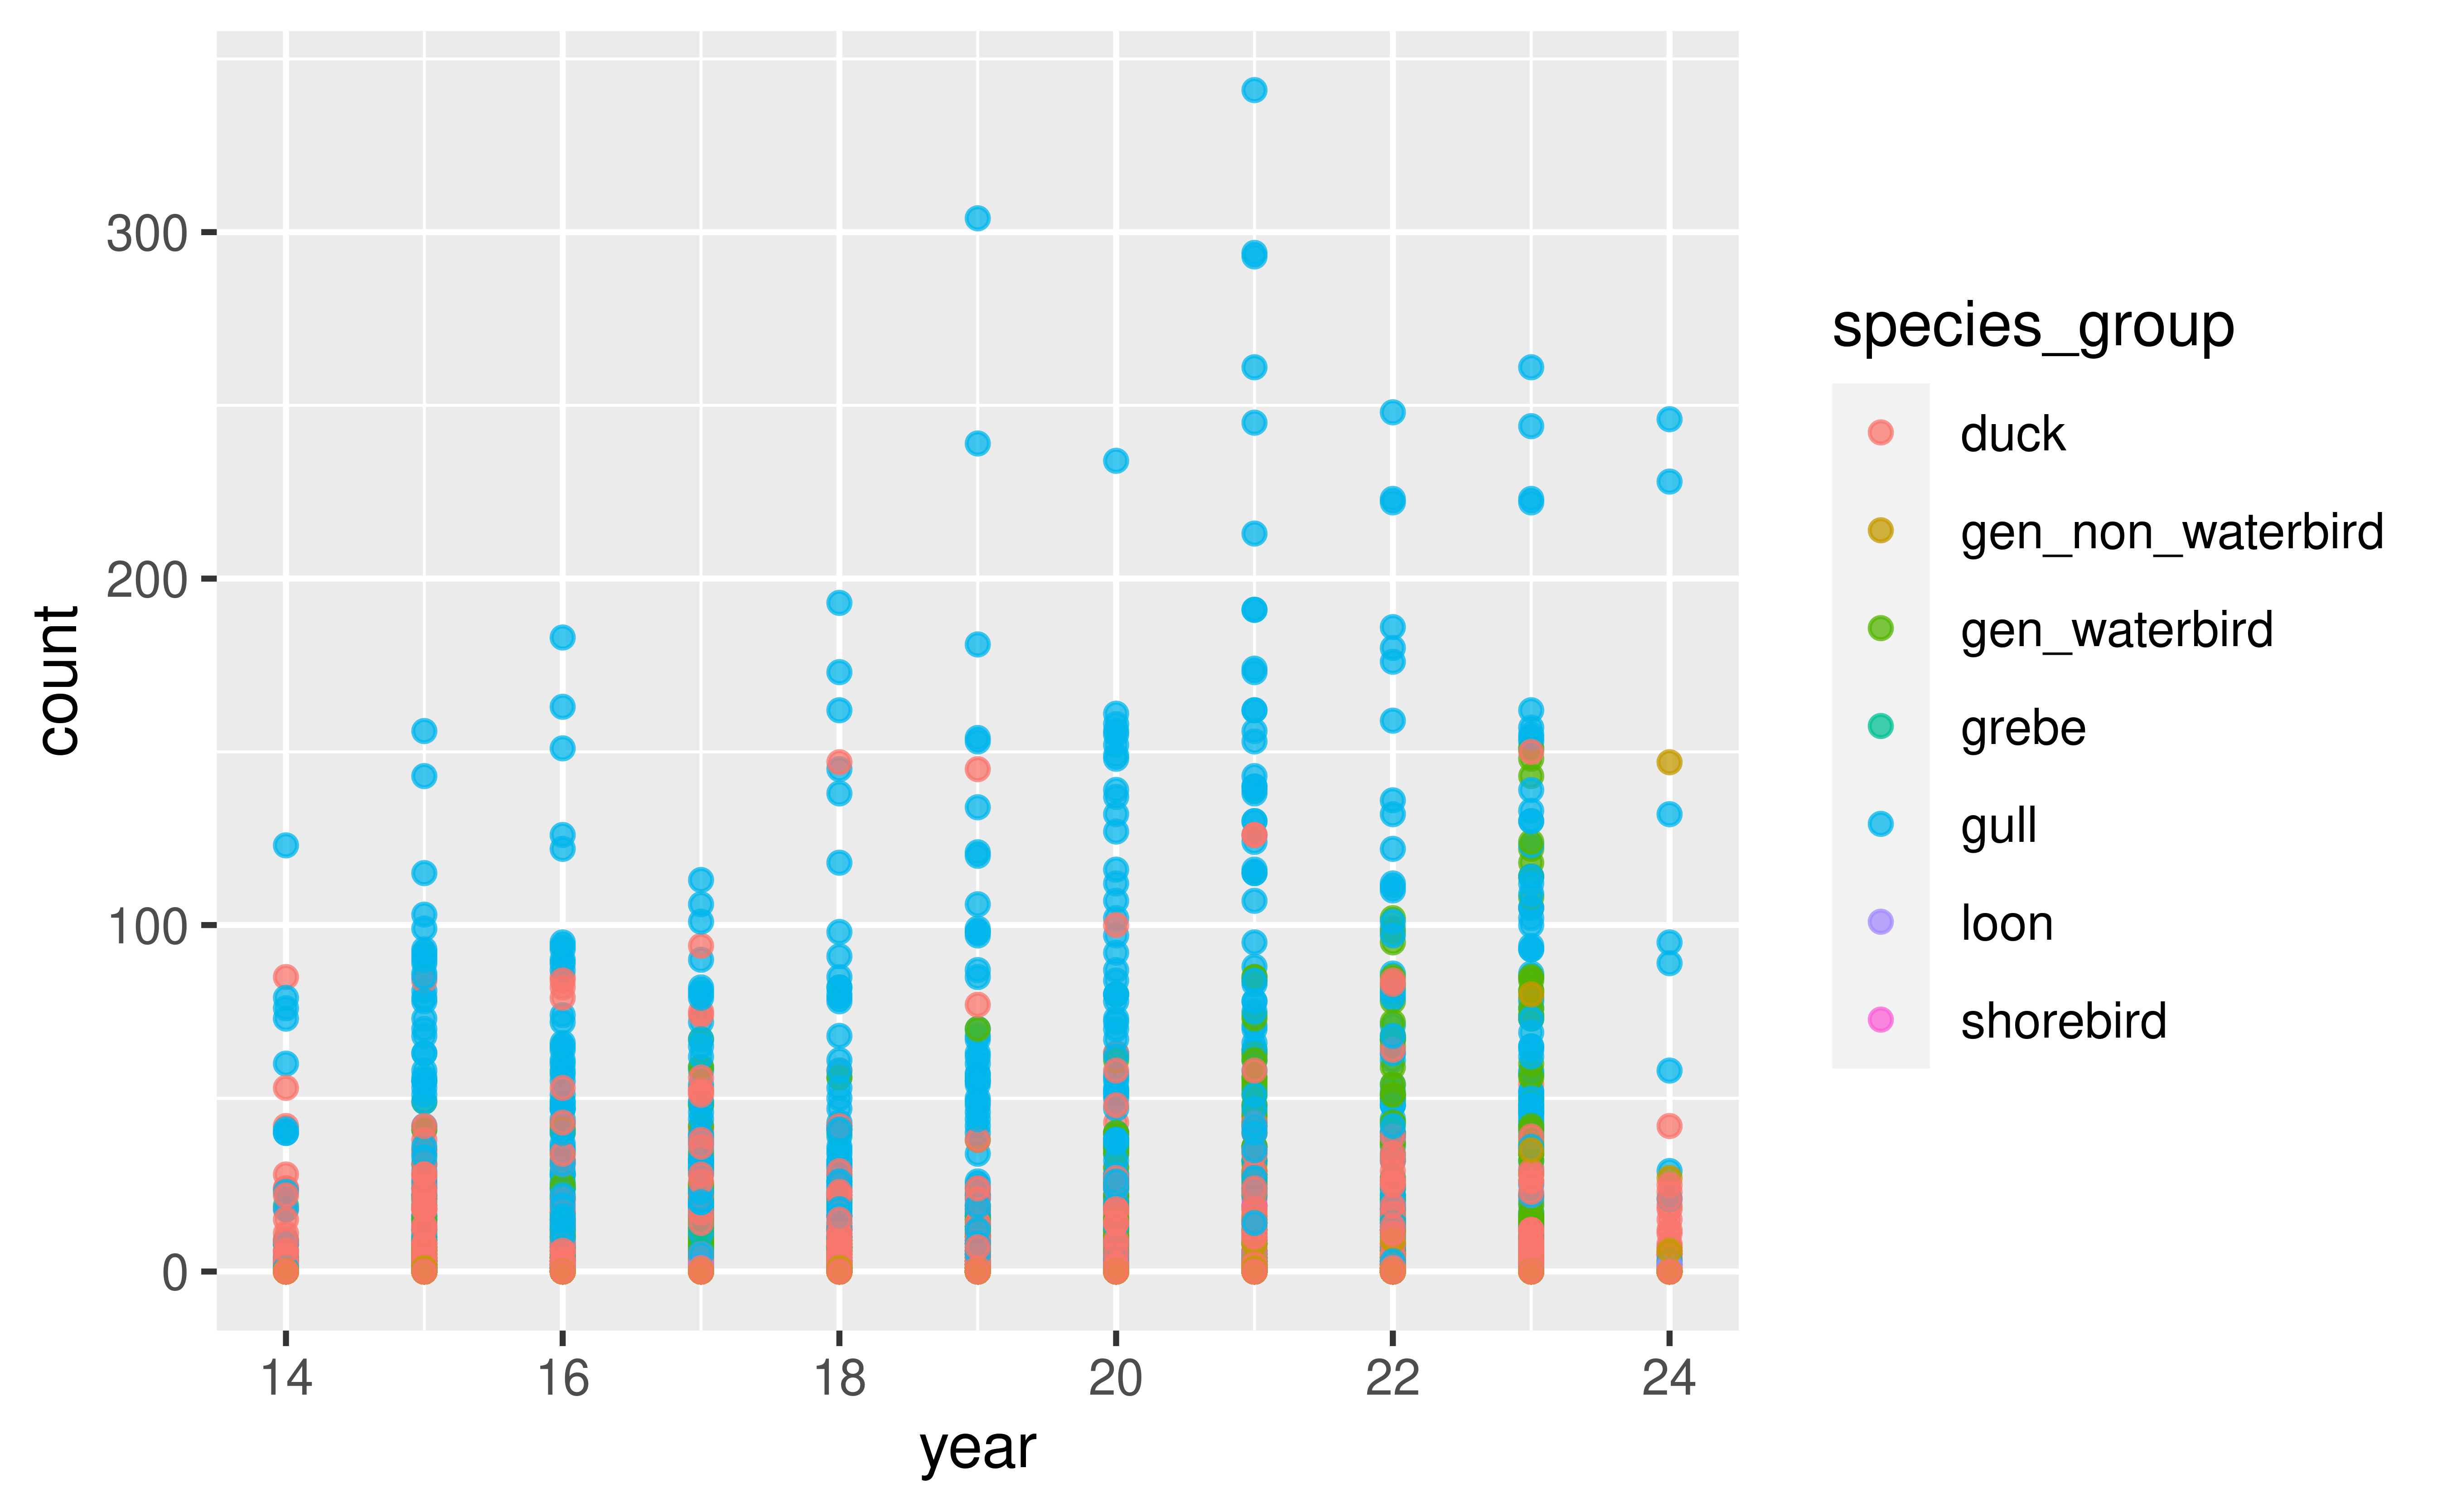 300
200
100
0
count
14 16 18 20 22 24
year
species_group
duck
gen_non_waterbird
gen_waterbird
grebe
gull
loon
shorebird